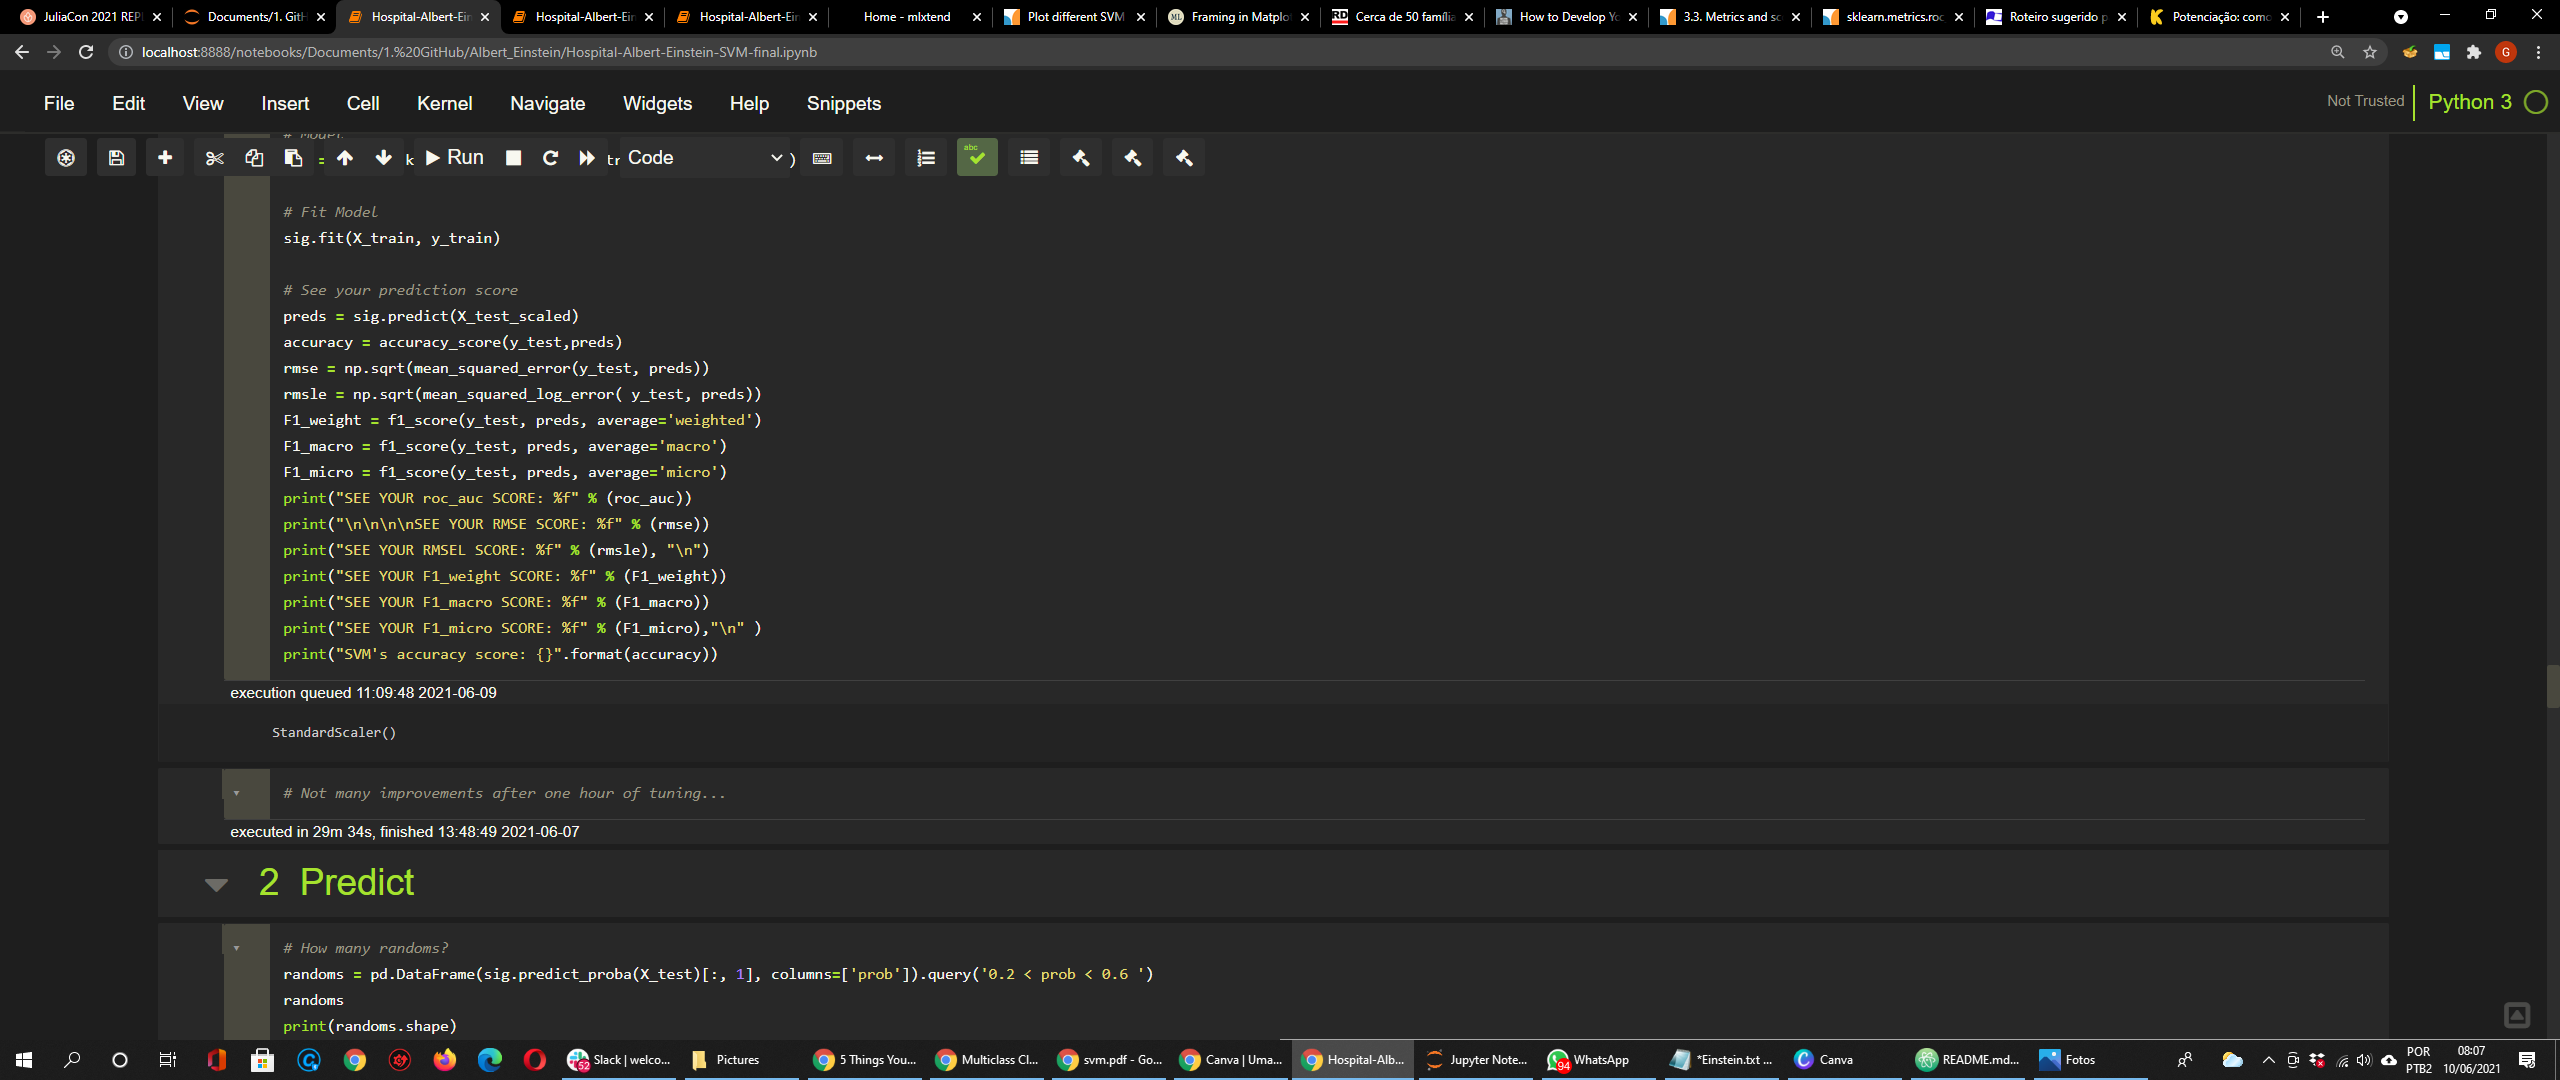 JuliaCon 2021 REP
Documents/1. GitH
Hospital-Albert-Ein
Hospital-Albert-Ein
Hospital-Albert-Ein
Home - mlxtend
Plot different SVM
Framing in Matplo
Cerca de 50 famílias
How to Develop Yo
3.3. Metrics and sc
sklearn.metrics.roc
Roteiro sugerido p
Potenciação: como
localhost:8888/notebooks/Documents/1.%20GitHub/Albert_Einstein/Hospital-Albert-Einstein-SVM-final.ipynb
File Edit View Insert Cell Kernel Navigate Widgets Help Snippets
Not Trusted Python 3
# Model
= k Run tr Code ) abc
# Fit Model
sig.fit(X_train, y_train)
# See your prediction score
preds = sig.predict(X_test_scaled)
accuracy = accuracy_score(y_test,preds)
rmse = np.sqrt(mean_squared_error(y_test, preds))
rmsle = np.sqrt(mean_squared_log_error( y_test, preds))
F1_weight = f1_score(y_test, preds, average='weighted')
F1_macro = f1_score(y_test, preds, average='macro')
F1_micro = f1_score(y_test, preds, average='micro')
print("SEE YOUR roc_auc SCORE: %f" % (roc_auc))
print("\n\n\n\nSEE YOUR RMSE SCORE: %f" % (rmse))
print("SEE YOUR RMSEL SCORE: %f" % (rmsle), "\n")
print("SEE YOUR F1_weight SCORE: %f" % (F1_weight))
print("SEE YOUR F1_macro SCORE: %f" % (F1_macro))
print("SEE YOUR F1_micro SCORE: %f" % (F1_micro),"\n" )
print("SVM's accuracy score: {}".format(accuracy))
execution queued 11:09:48 2021-06-09
StandardScaler()
# Not many improvements after one hour of tuning...
executed in 29m 34s, finished 13:48:49 2021-06-07
2 Predict
# How many randoms?
randoms = pd.DataFrame(sig.predict_proba(X_test)[:, 1], columns=['prob']).query('0.2 < prob < 0.6 ')
randoms
print(randoms.shape)
52 Slack | welco...
Pictures
5 Things You...
Multiclass Cl...
svm.pdf - Go...
Canva | Uma...
Hospital-Alb...
Jupyter Note...
94 WhatsApp
*Einstein.txt ...
Canva
README.md...
Fotos
POR
PTB2
08:07
10/06/2021